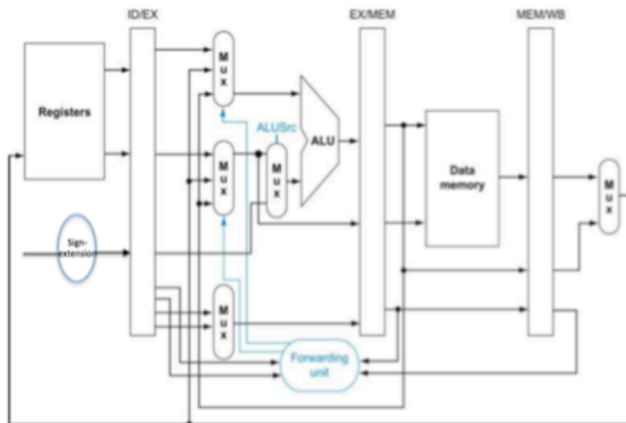 ID/EX
EX/MEM
MEM/WB
Registers
M
u
x
ALUSrc
ALU
M
u
x
M
u
x
Data
memory
M
u
x
Sign-
extension
M
u
x
Forwarding
unit